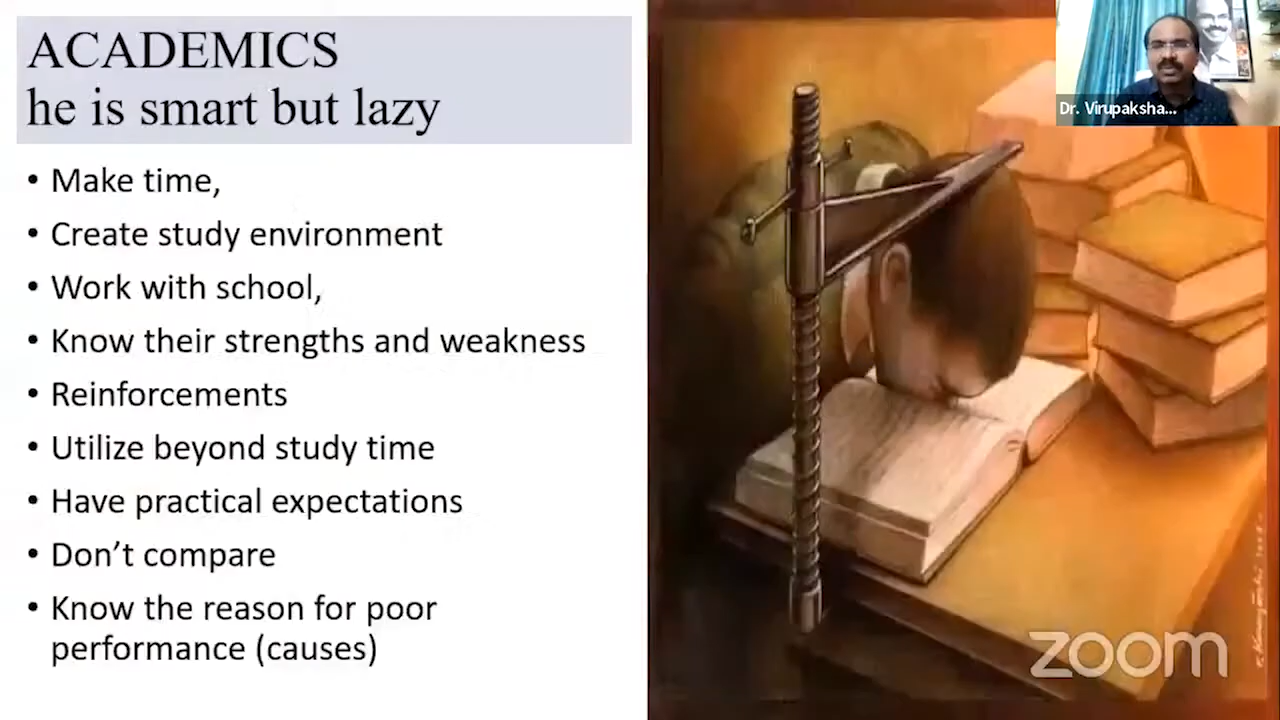 ACADEMICS
he is smart but lazy
• Make time,
• Create study environment
• Work with school,
• Know their strengths and weakness
• Reinforcements
• Utilize beyond study time
• Have practical expectations
• Don’t compare
• Know the reason for poor
performance (causes)
Dr. Virupaksha...
zoom